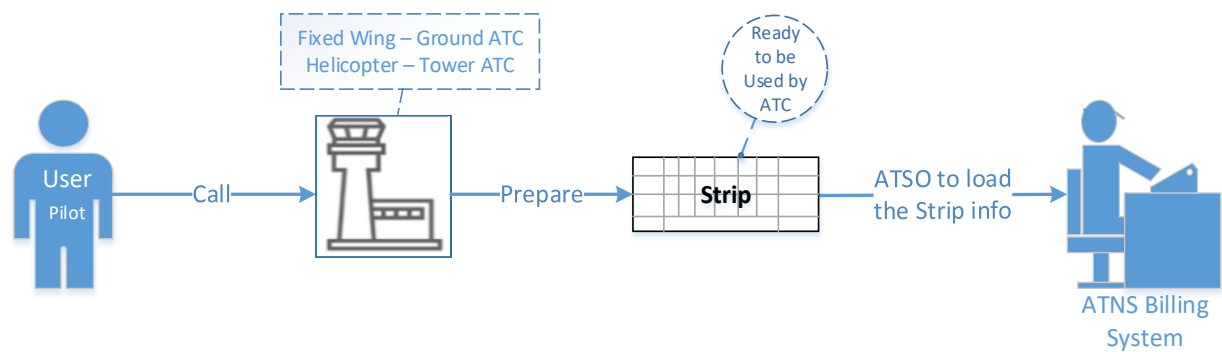 Fixed Wing – Ground ATC
Helicopter – Tower ATC
Ready
to be
Used by
ATC
User
Pilot
Call
Prepare
Strip
ATSO to load
the Strip info
ATNS Billing
System